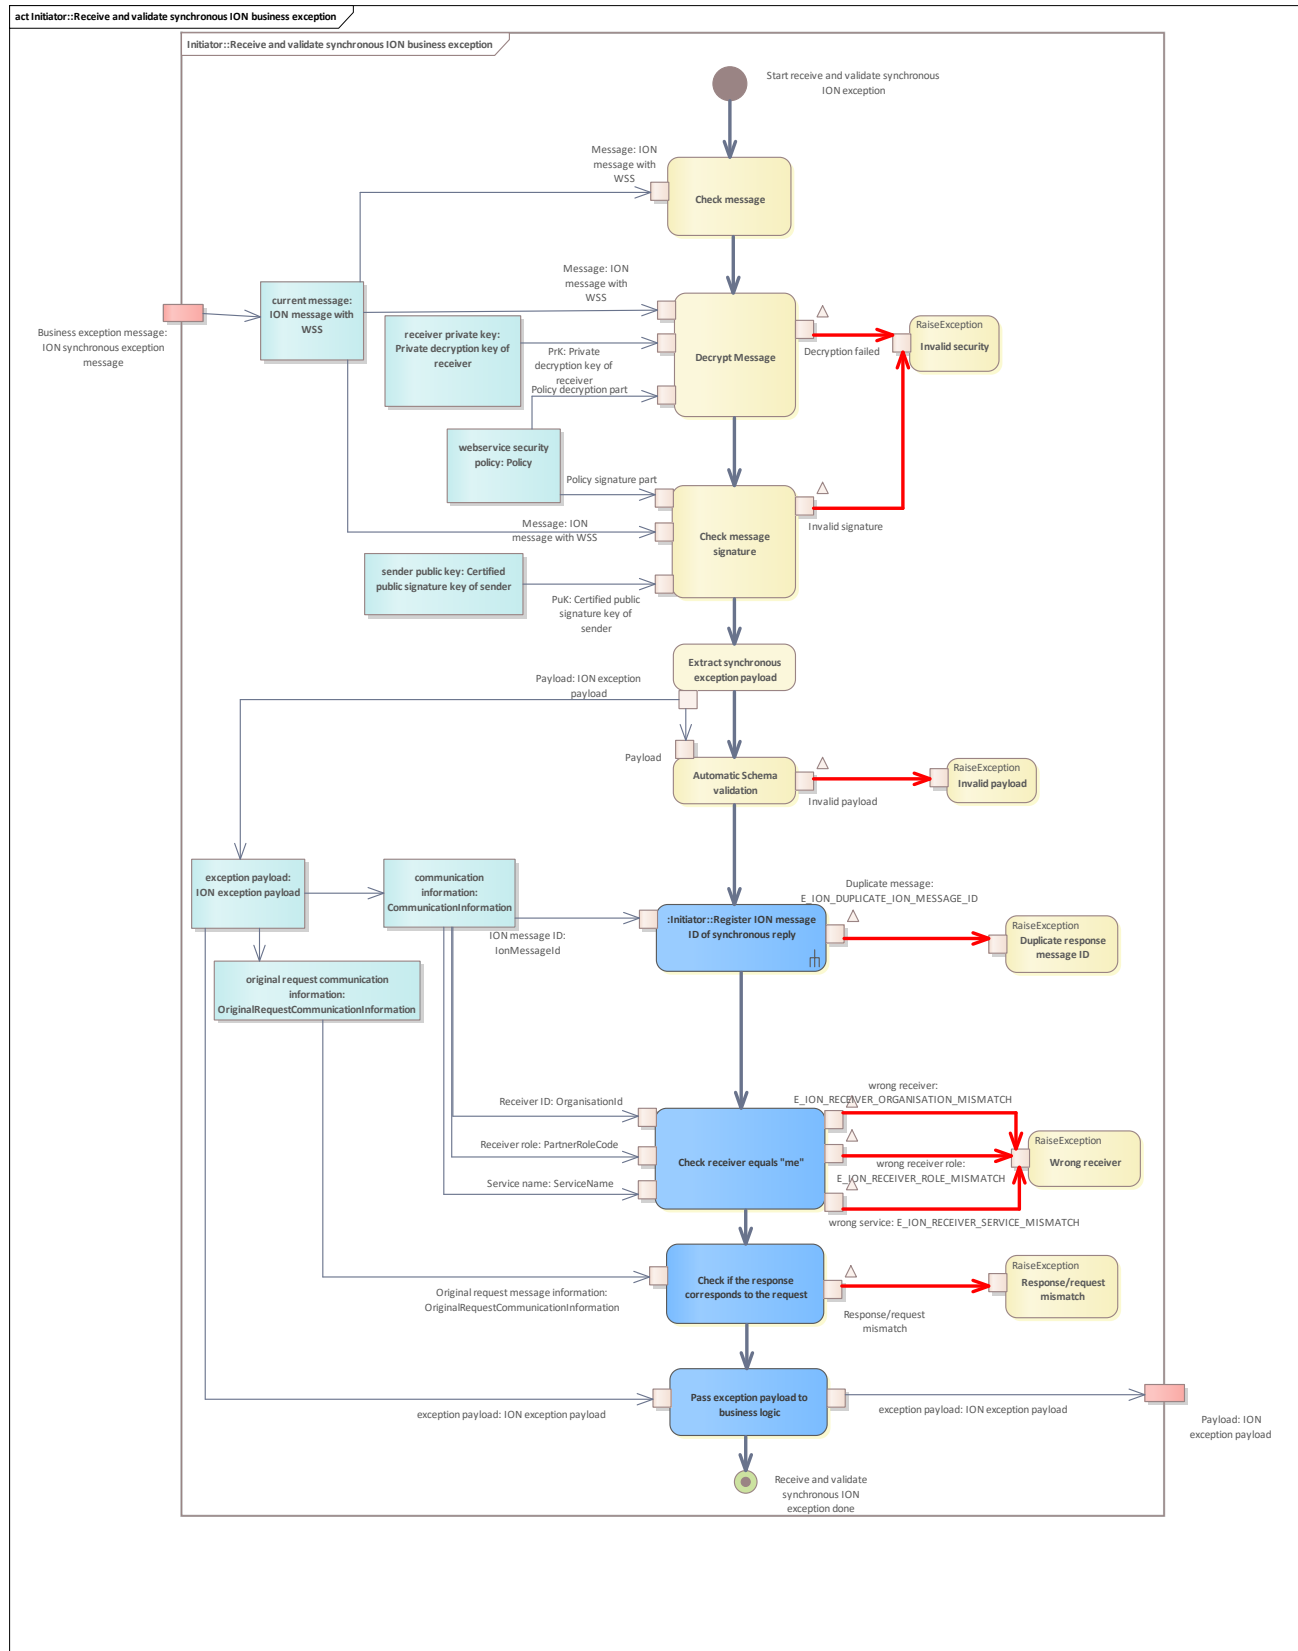 act Initiator::Receive and validate synchronous ION business exception
Initiator::Receive and validate synchronous ION business exception
Start receive and validate synchronous
ION exception
Message: ION
message with
WSS
Check message
Message: ION
message with
WSS
current message:
ION message with
WSS
Business exception message:
ION synchronous exception
message
receiver private key:
Private decryption key of
receiver
PrK: Private
decryption key of
receiver
Policy decryption part
Decrypt Message
Decryption failed
RaiseException
Invalid security
webservice security
policy: Policy
Policy signature part
Message: ION
message with WSS
Check message
signature
Invalid signature
sender public key: Certified
public signature key of sender
PuK: Certified public
signature key of
sender
Extract synchronous
exception payload
Payload: ION exception
payload
Payload
Automatic Schema
validation
Invalid payload
RaiseException
Invalid payload
exception payload:
ION exception payload
communication
information:
CommunicationInformation
ION message ID:
IonMessageId
:Initiator::Register ION message
ID of synchronous reply
Duplicate message:
E_ION_DUPLICATE_ION_MESSAGE_ID
RaiseException
Duplicate response
message ID
original request communication
information:
OriginalRequestCommunicationInformation
Receiver ID: OrganisationId
Receiver role: PartnerRoleCode
Service name: ServiceName
Check receiver equals "me"
wrong receiver:
E_ION_RECEIVER_ORGANISATION_MISMATCH
wrong receiver role:
E_ION_RECEIVER_ROLE_MISMATCH
wrong service: E_ION_RECEIVER_SERVICE_MISMATCH
RaiseException
Wrong receiver
Check if the response
corresponds to the request
Original request message information:
OriginalRequestCommunicationInformation
Response/request
mismatch
RaiseException
Response/request
mismatch
Pass exception payload to
business logic
exception payload: ION exception payload
exception payload: ION exception payload
Payload: ION
exception payload
Receive and validate
synchronous ION
exception done